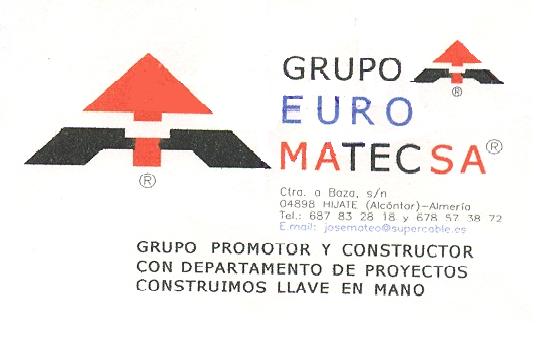 GRUPO
EURO
MATECSA®
®
®
Ctra. a Baza, s/n
04898 HIJATE (Alcóntar)-Almería
Tel.: 687 83 28 18 y 678 57 38 72
E.mail: josemateo@supercable.es
GRUPO PROMOTOR Y CONSTRUCTOR
CON DEPARTAMENTO DE PROYECTOS
CONSTRUIMOS LLAVE EN MANO